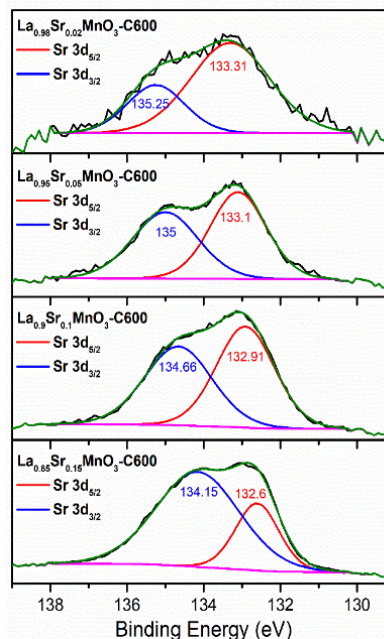 La₀.₉₈Sr₀.₀₂MnO₃-C600
Sr 3d₅/₂
Sr 3d₃/₂
133.31
135.25
La₀.₉₅Sr₀.₀₅MnO₃-C600
Sr 3d₅/₂
Sr 3d₃/₂
133.1
135
La₀.₉Sr₀.₁MnO₃-C600
Sr 3d₅/₂
Sr 3d₃/₂
132.91
134.66
La₀.₈₅Sr₀.₁₅MnO₃-C600
Sr 3d₅/₂
Sr 3d₃/₂
132.6
134.15
138 136 134 132 130
Binding Energy (eV)